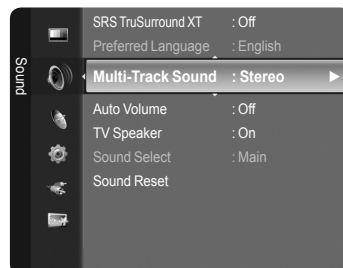 Sound
SRS TruSurround XT : Off
Preferred Language : English
Multi-Track Sound : Stereo ►
Auto Volume : Off
TV Speaker : On
Sound Select : Main
Sound Reset